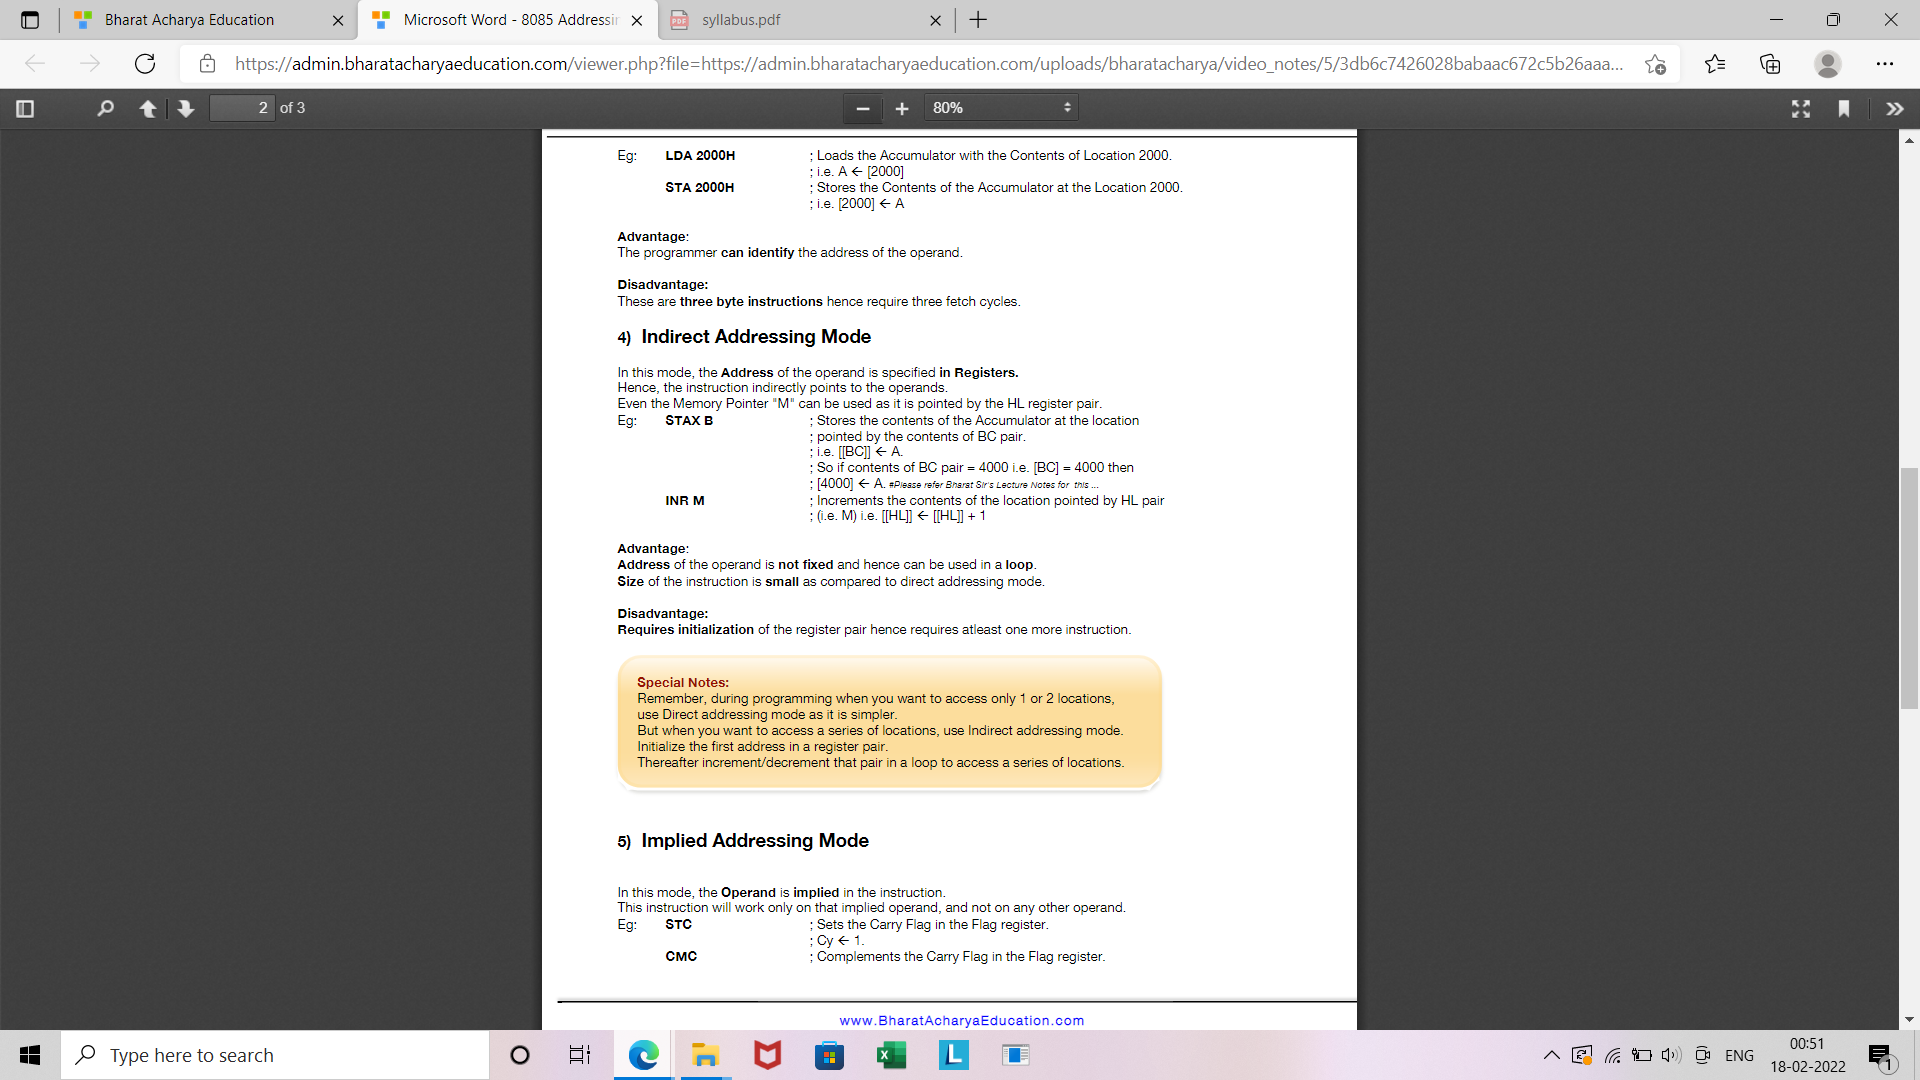 Bharat Acharya Education
Microsoft Word - 8085 Addressin
syllabus.pdf
https://admin.bharatacharyaeducation.com/viewer.php?file=https://admin.bharatacharyaeducation.com/uploads/bharatacharya/video_notes/5/3db6c7426028babaac672c5b26aaa...
2 of 3
80%
Eg: LDA 2000H ; Loads the Accumulator with the Contents of Location 2000.
; i.e. A ← [2000]
STA 2000H ; Stores the Contents of the Accumulator at the Location 2000.
; i.e. [2000] ← A
Advantage:
The programmer can identify the address of the operand.
Disadvantage:
These are three byte instructions hence require three fetch cycles.
4) Indirect Addressing Mode
In this mode, the Address of the operand is specified in Registers.
Hence, the instruction indirectly points to the operands.
Even the Memory Pointer "M" can be used as it is pointed by the HL register pair.
Eg: STAX B ; Stores the contents of the Accumulator at the location
; pointed by the contents of BC pair.
; i.e. [[BC]] ← A.
; So if contents of BC pair = 4000 i.e. [BC] = 4000 then
; [4000] ← A. #Please refer Bharat Sir's Lecture Notes for this ...
INR M ; Increments the contents of the location pointed by HL pair
; (i.e. M) i.e. [[HL]] ← [[HL]] + 1
Advantage:
Address of the operand is not fixed and hence can be used in a loop.
Size of the instruction is small as compared to direct addressing mode.
Disadvantage:
Requires initialization of the register pair hence requires atleast one more instruction.
Special Notes:
Remember, during programming when you want to access only 1 or 2 locations,
use Direct addressing mode as it is simpler.
But when you want to access a series of locations, use Indirect addressing mode.
Initialize the first address in a register pair.
Thereafter increment/decrement that pair in a loop to access a series of locations.
5) Implied Addressing Mode
In this mode, the Operand is implied in the instruction.
This instruction will work only on that implied operand, and not on any other operand.
Eg: STC ; Sets the Carry Flag in the Flag register.
; Cy ← 1.
CMC ; Complements the Carry Flag in the Flag register.
www.BharatAcharyaEducation.com
Type here to search
ENG
00:51
18-02-2022
1